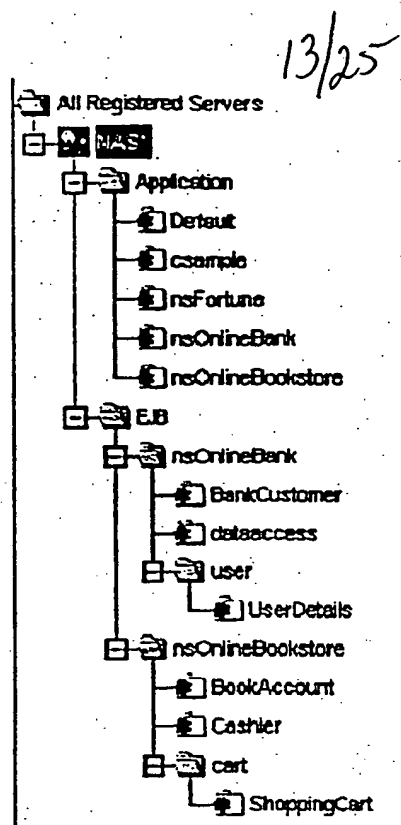 13/25
All Registered Servers
NAS
Application
Default
csample
nsFortune
nsOnlineBank
nsOnlineBookstore
EJB
nsOnlineBank
BankCustomer
dataaccess
user
UserDetails
nsOnlineBookstore
BookAccount
Cashier
cart
ShoppingCart